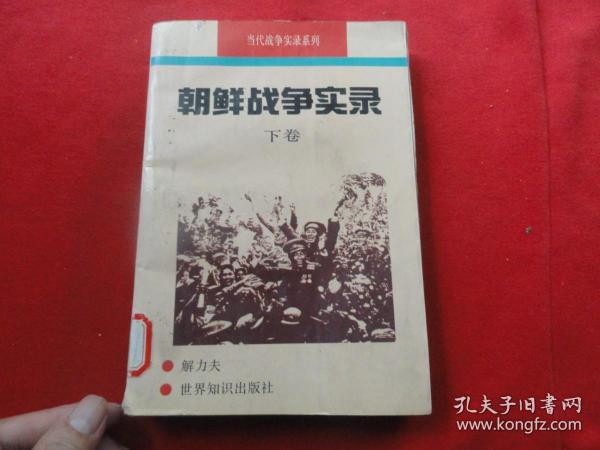 当代战争实录系列
朝鲜战争实录
下卷
解力夫
世界知识出版社
孔夫子旧书网
www.kongfz.com